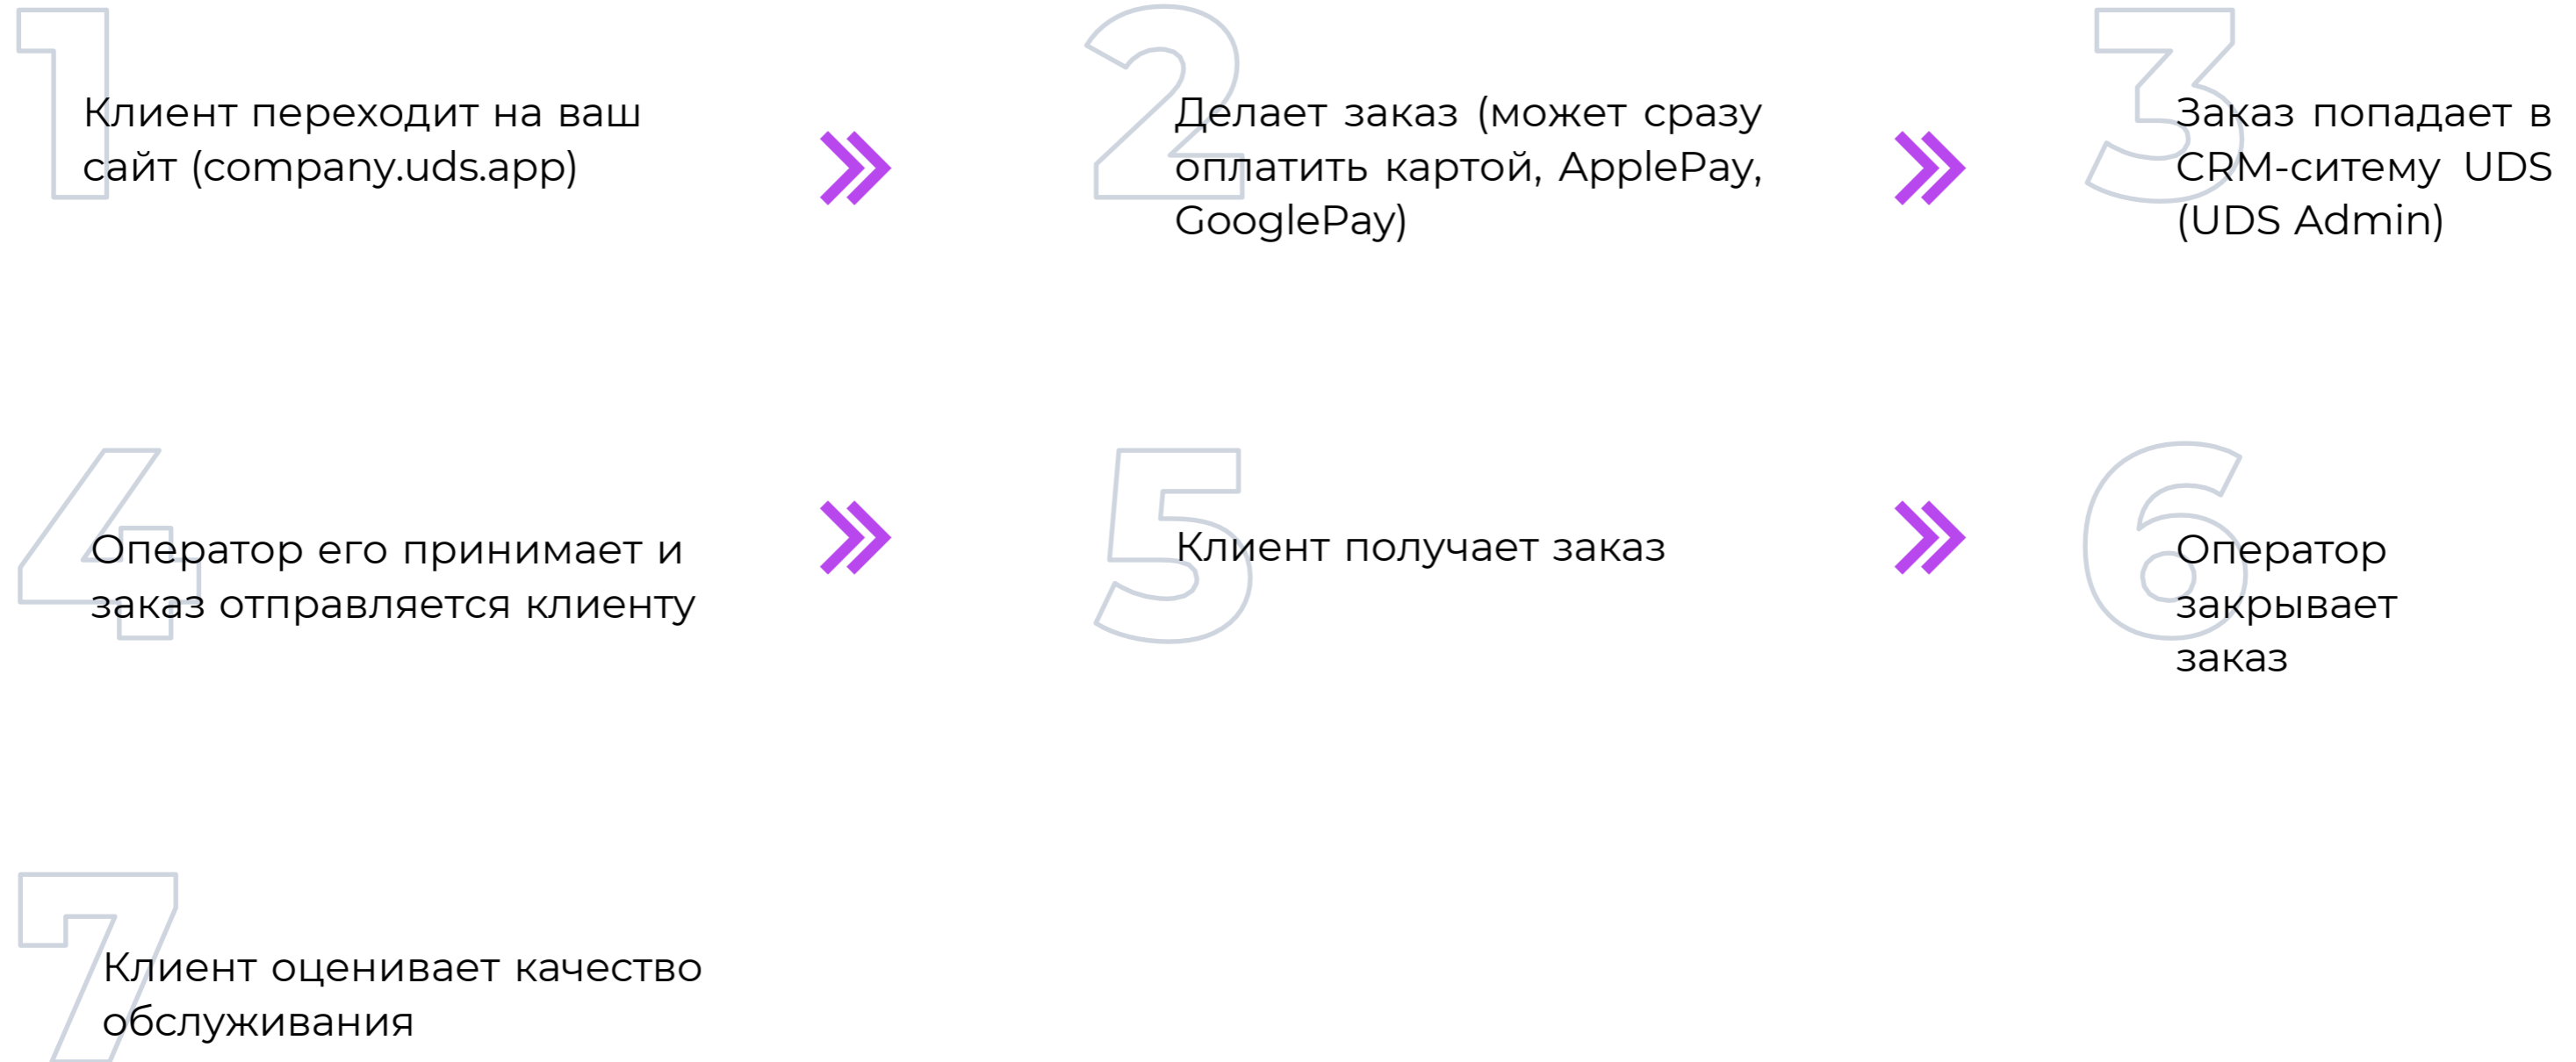 1
Клиент переходит на ваш
сайт (company.uds.app)
2
Делает заказ (может сразу
оплатить картой, ApplePay,
GooglePay)
3
Заказ попадает в
CRM-ситему UDS
(UDS Admin)
4
Оператор его принимает и
заказ отправляется клиенту
5
Клиент получает заказ
6
Оператор
закрывает
заказ
7
Клиент оценивает качество
обслуживания